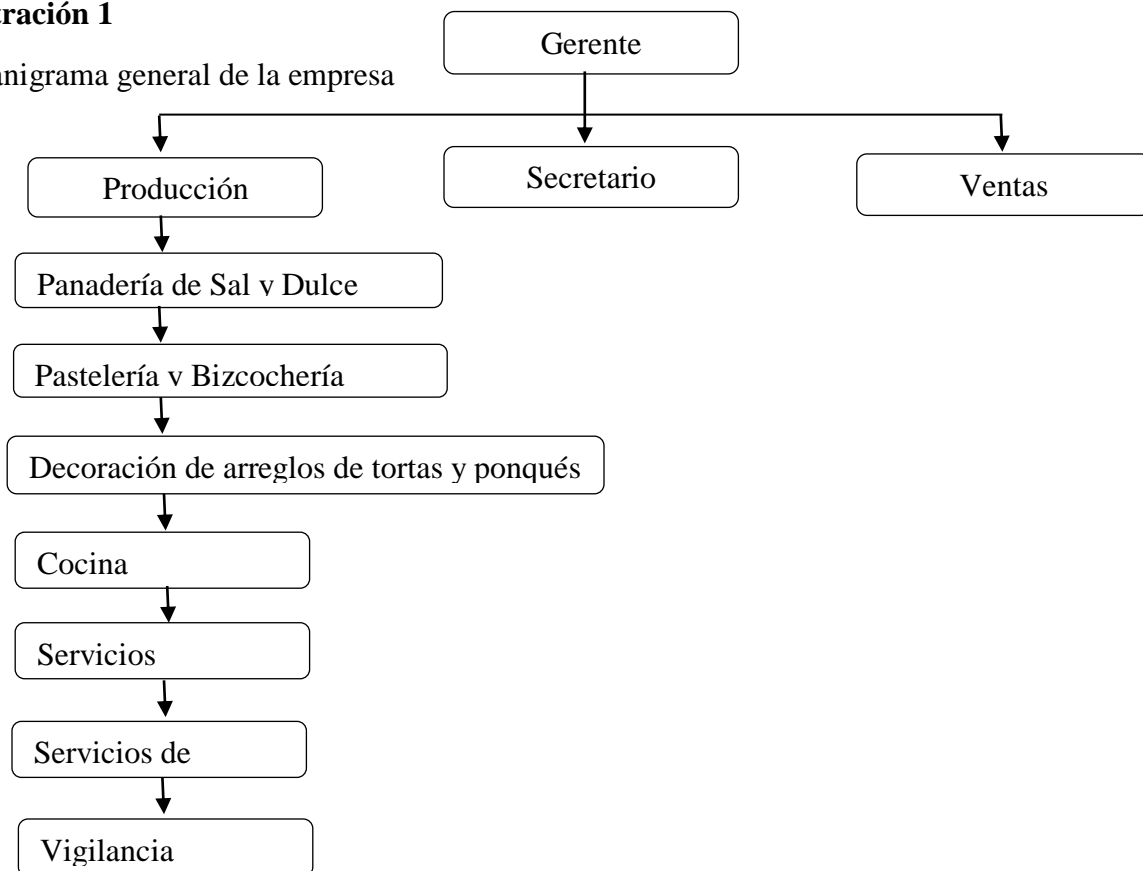 tración 1
anigrama general de la empresa
Gerente
Producción
Secretario
Ventas
Panadería de Sal y Dulce
Pastelería y Bizcochería
Decoración de arreglos de tortas y ponqués
Cocina
Servicios
Servicios de
Vigilancia